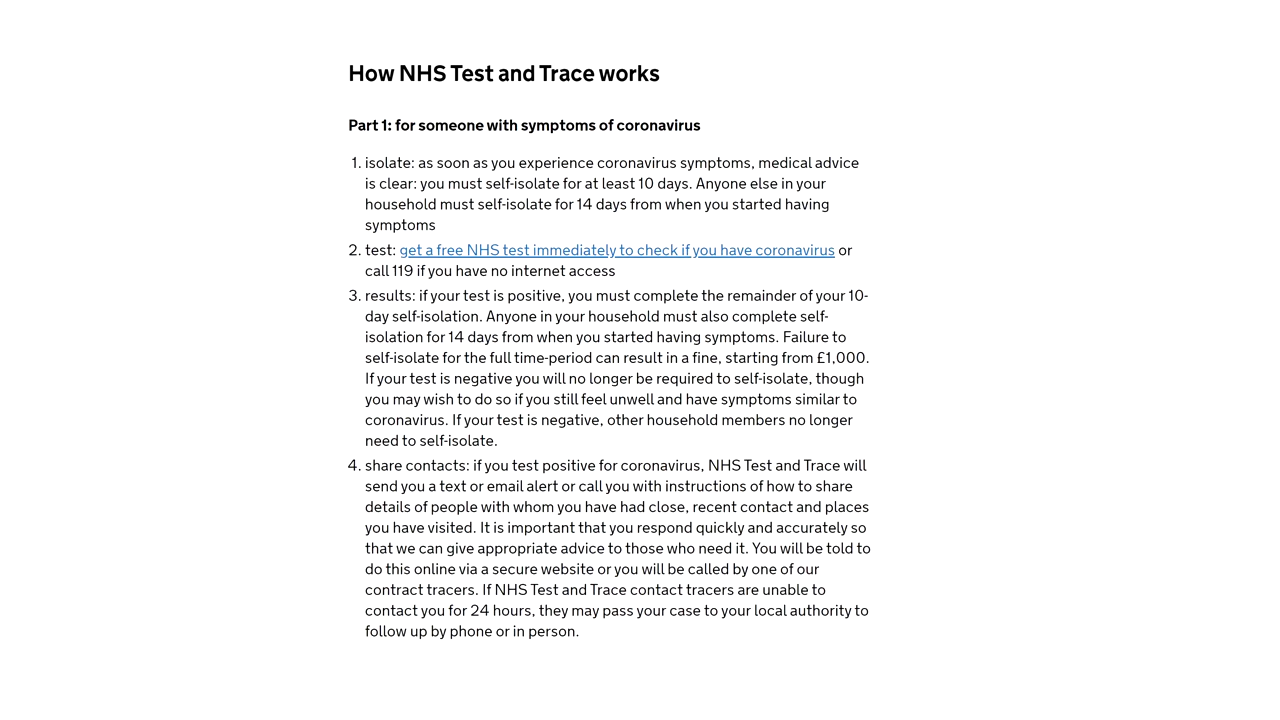 How NHS Test and Trace works
Part 1: for someone with symptoms of coronavirus
1. isolate: as soon as you experience coronavirus symptoms, medical advice
is clear: you must self-isolate for at least 10 days. Anyone else in your
household must self-isolate for 14 days from when you started having
symptoms
2. test: get a free NHS test immediately to check if you have coronavirus or
call 119 if you have no internet access
3. results: if your test is positive, you must complete the remainder of your 10-
day self-isolation. Anyone in your household must also complete self-
isolation for 14 days from when you started having symptoms. Failure to
self-isolate for the full time-period can result in a fine, starting from £1,000.
If your test is negative you will no longer be required to self-isolate, though
you may wish to do so if you still feel unwell and have symptoms similar to
coronavirus. If your test is negative, other household members no longer
need to self-isolate.
4. share contacts: if you test positive for coronavirus, NHS Test and Trace will
send you a text or email alert or call you with instructions of how to share
details of people with whom you have had close, recent contact and places
you have visited. It is important that you respond quickly and accurately so
that we can give appropriate advice to those who need it. You will be told to
do this online via a secure website or you will be called by one of our
contract tracers. If NHS Test and Trace contact tracers are unable to
contact you for 24 hours, they may pass your case to your local authority to
follow up by phone or in person.